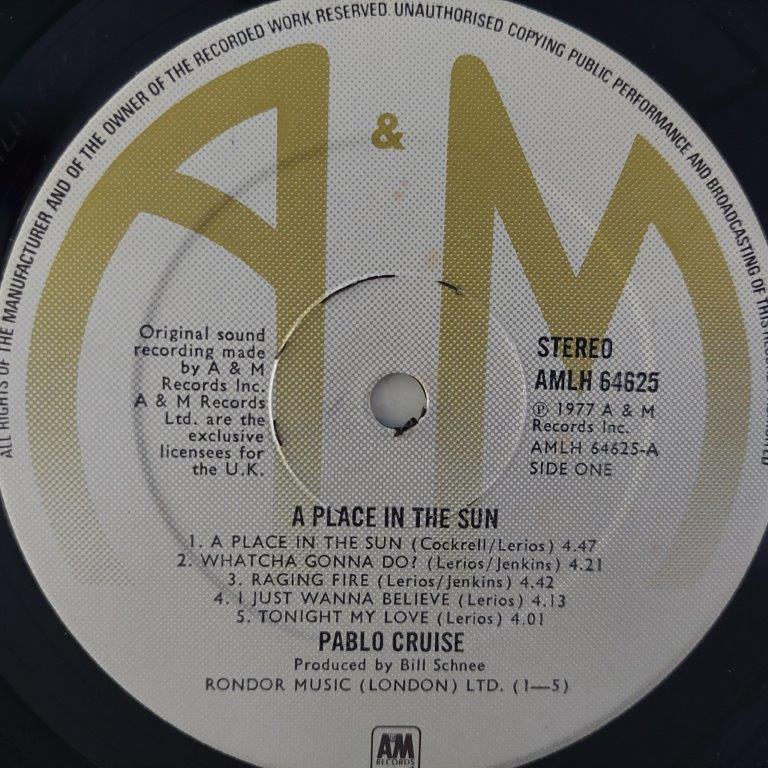 ALL RIGHTS OF THE MANUFACTURER AND OF THE OWNER OF THE RECORDED WORK RESERVED. UNAUTHORISED COPYING PUBLIC PERFORMANCE AND BROADCASTING OF THIS RECORD
A & M
Original sound
recording made
by A & M
Records Inc.
A & M Records
Ltd. are the
exclusive
licensees for
the U.K.
STEREO
AMLH 64625
℗ 1977 A & M
Records Inc.
AMLH 64625-A
SIDE ONE
A PLACE IN THE SUN
1. A PLACE IN THE SUN (Cockrell/Lerios) 4.47
2. WHATCHA GONNA DO? (Lerios/Jenkins) 4.21
3. RAGING FIRE (Lerios/Jenkins) 4.42
4. I JUST WANNA BELIEVE (Lerios) 4.13
5. TONIGHT MY LOVE (Lerios) 4.01
PABLO CRUISE
Produced by Bill Schnee
RONDOR MUSIC (LONDON) LTD. (1—5)
AM
RECORDS